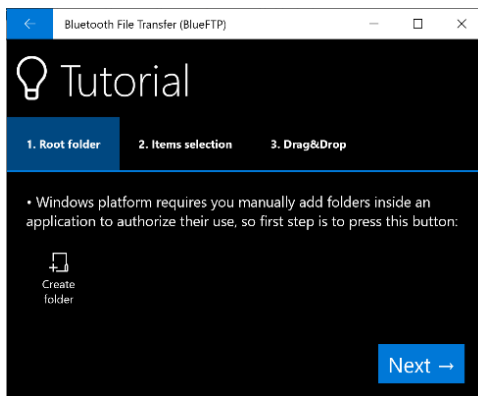 Bluetooth File Transfer (BlueFTP)
Tutorial
1. Root folder 2. Items selection 3. Drag&Drop
• Windows platform requires you manually add folders inside an
application to authorize their use, so first step is to press this button:
Create
folder
Next →